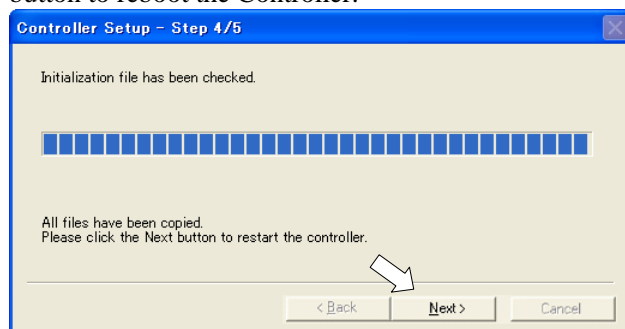 button to reboot the Controller.
Controller Setup - Step 4/5
Initialization file has been checked.
All files have been copied.
Please click the Next button to restart the controller.
< Back Next > Cancel